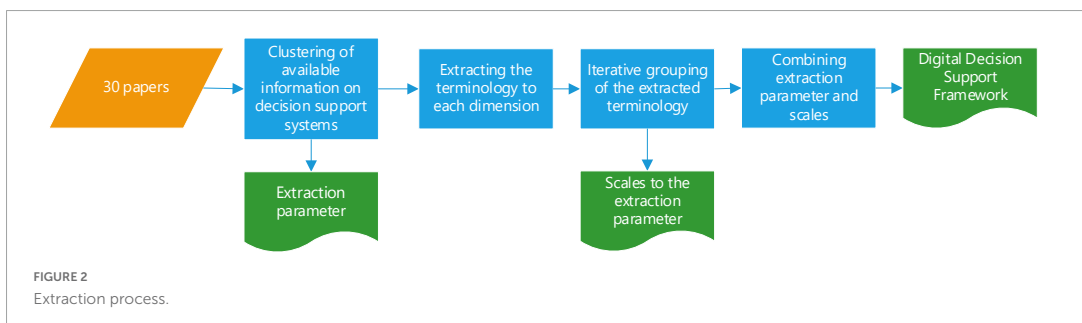 30 papers
Clustering of
available
information on
decision support
systems
Extracting the
terminology to
each dimension
Iterative grouping
of the extracted
terminology
Combining
extraction
parameter and
scales
Digital Decision
Support
Framework
Extraction
parameter
Scales to the
extraction
parameter
FIGURE 2
Extraction process.